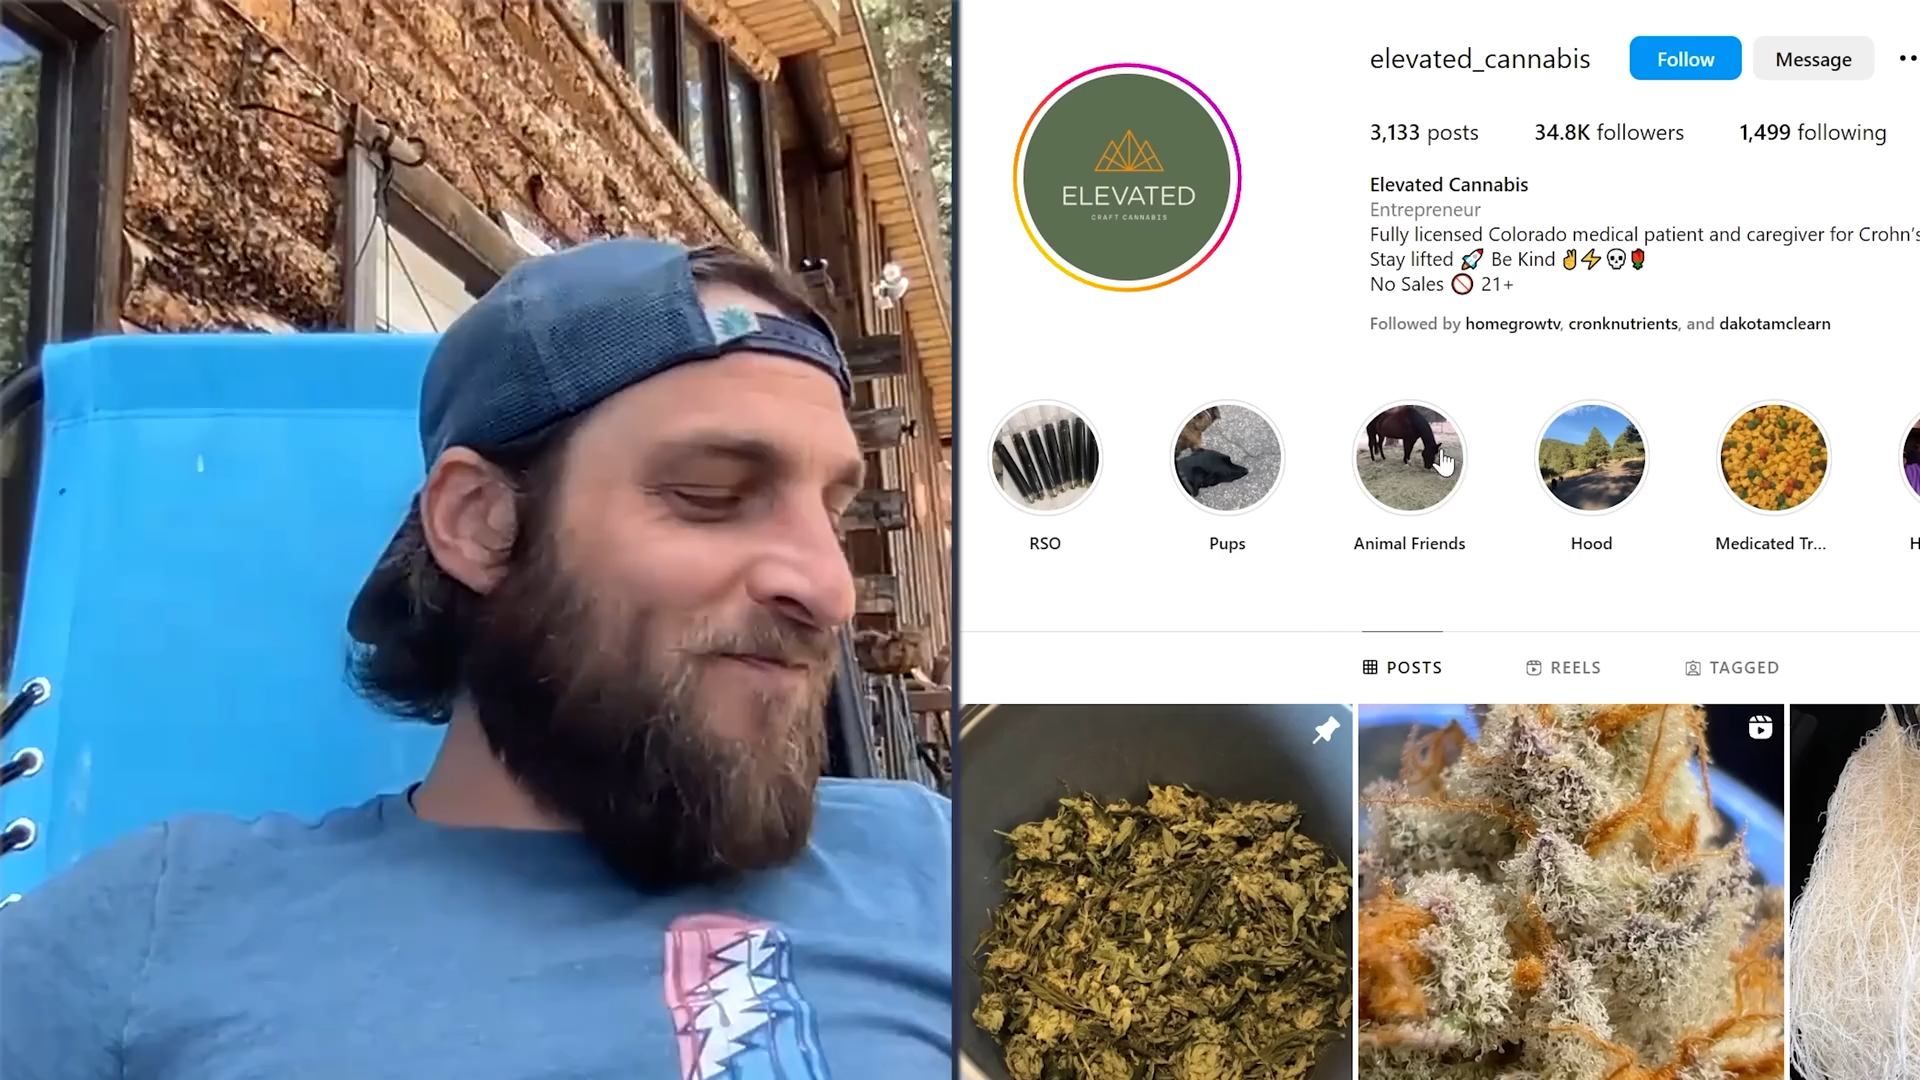 elevated_cannabis
Follow
Message
3,133 posts
34.8K followers
1,499 following
Elevated Cannabis
Entrepreneur
Fully licensed Colorado medical patient and caregiver for Crohn's
Stay lifted 🚀 Be Kind ✌️⚡💀🌹
No Sales 🚫 21+
Followed by homegrowtv, cronknutrients, and dakotamclearn
ELEVATED
CRAFT CANNABIS
RSO
Pups
Animal Friends
Hood
Medicated Tr...
H
POSTS
REELS
TAGGED